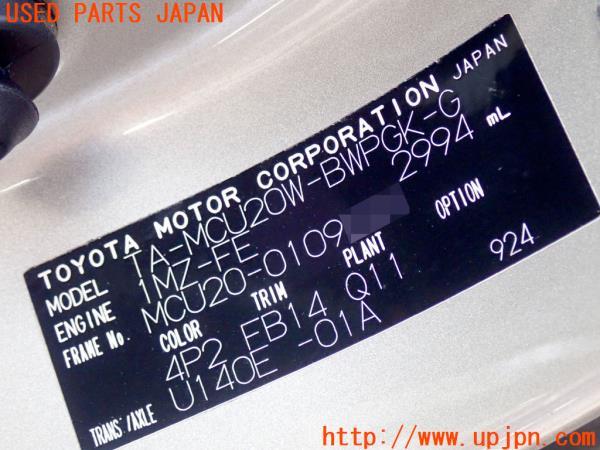 USED PARTS JAPAN
TOYOTA MOTOR CORPORATION JAPAN
MODEL TA-MCU20W-BWPGK-G
ENGINE 1MZ-FE 2994 mL
FRAME No. MCU20-0109
COLOR TRIM PLANT OPTION
4P2 FB14 Q11 924
TRANS./AXLE U140E -01A
http://www.upjpn.com